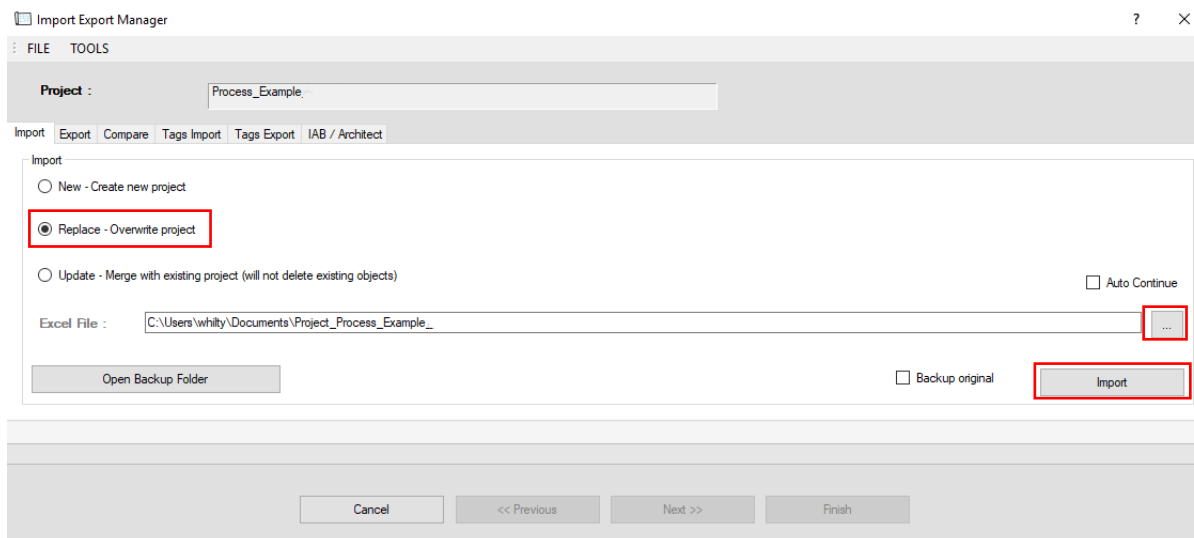 Import Export Manager ?
FILE TOOLS
Project : Process_Example
Import Export Compare Tags Import Tags Export IAB / Architect
Import
New - Create new project
Replace - Overwrite project
Update - Merge with existing project (will not delete existing objects)
Auto Continue
Excel File : C:\Users\whilty\Documents\Project_Process_Example_ ...
Open Backup Folder Backup original Import
Cancel << Previous Next >> Finish